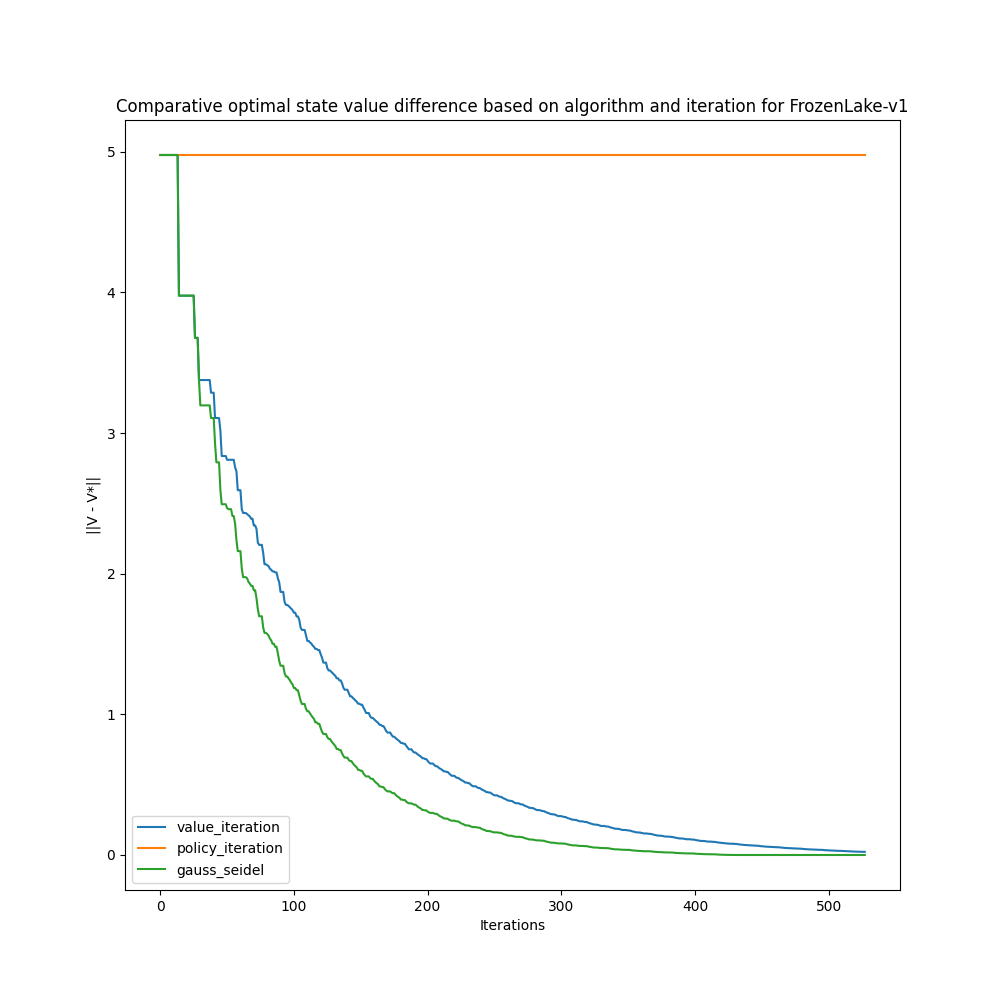 Comparative optimal state value difference based on algorithm and iteration for FrozenLake-v1
5
4
3
2
1
0
||V - V*||
value_iteration
policy_iteration
gauss_seidel
0 100 200 300 400 500
Iterations